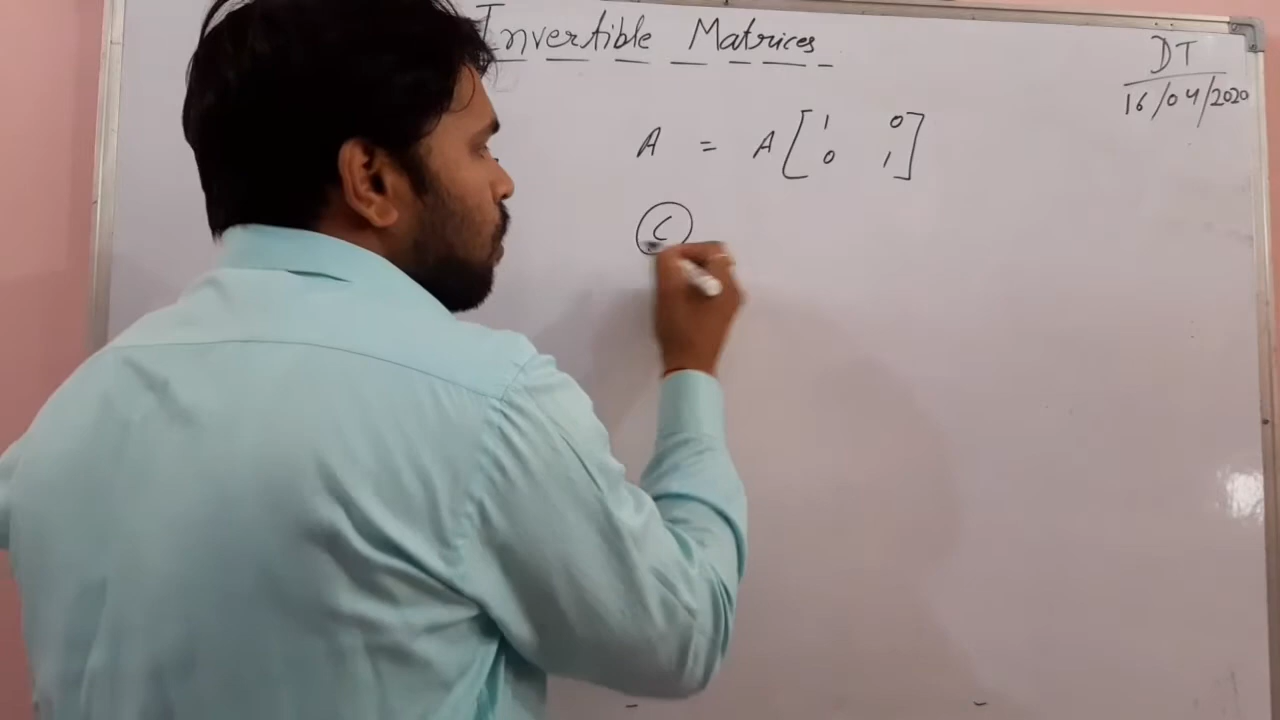 Invertible Matrices
DT
16/04/2020
A = A [ 1 0
0 1 ]
C